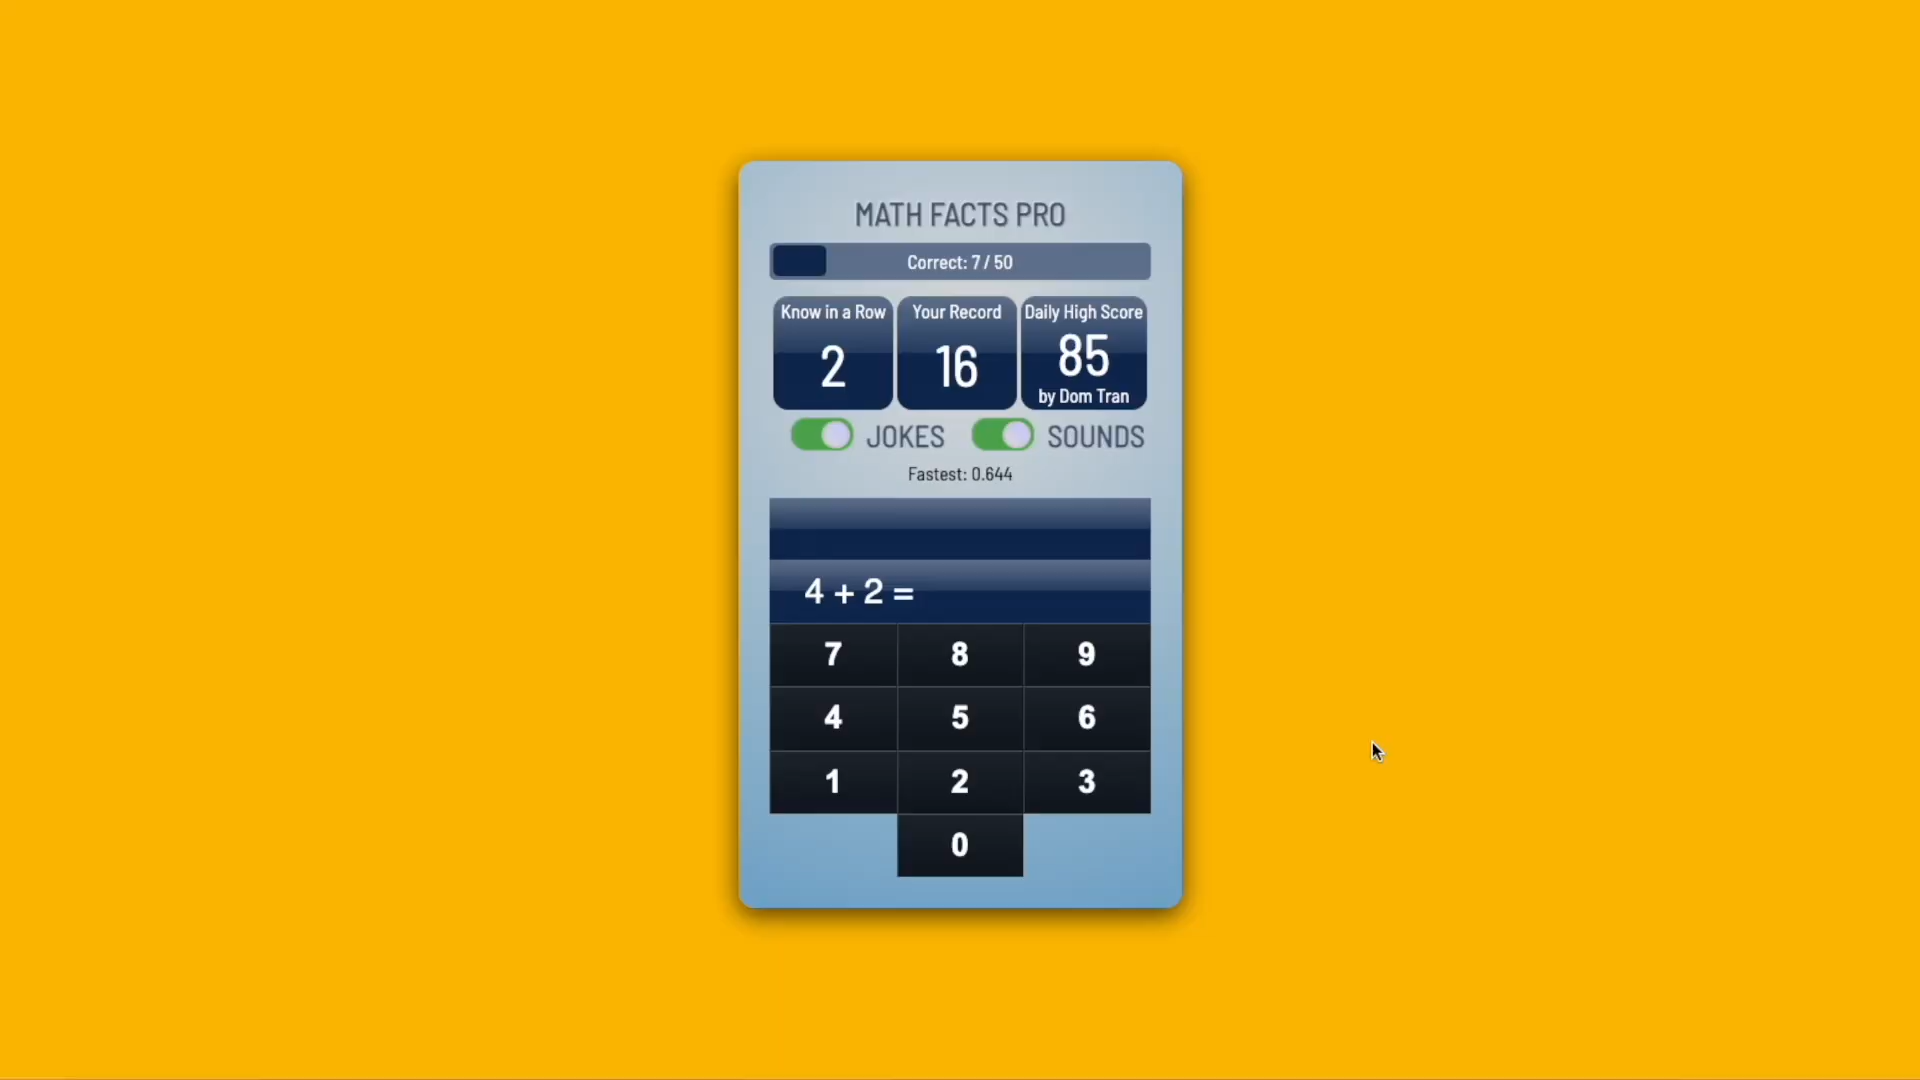 MATH FACTS PRO
Correct: 7 / 50
Know in a Row
2
Your Record
16
Daily High Score
85
by Dom Tran
JOKES
SOUNDS
Fastest: 0.644
4 + 2 =
7 8 9
4 5 6
1 2 3
0